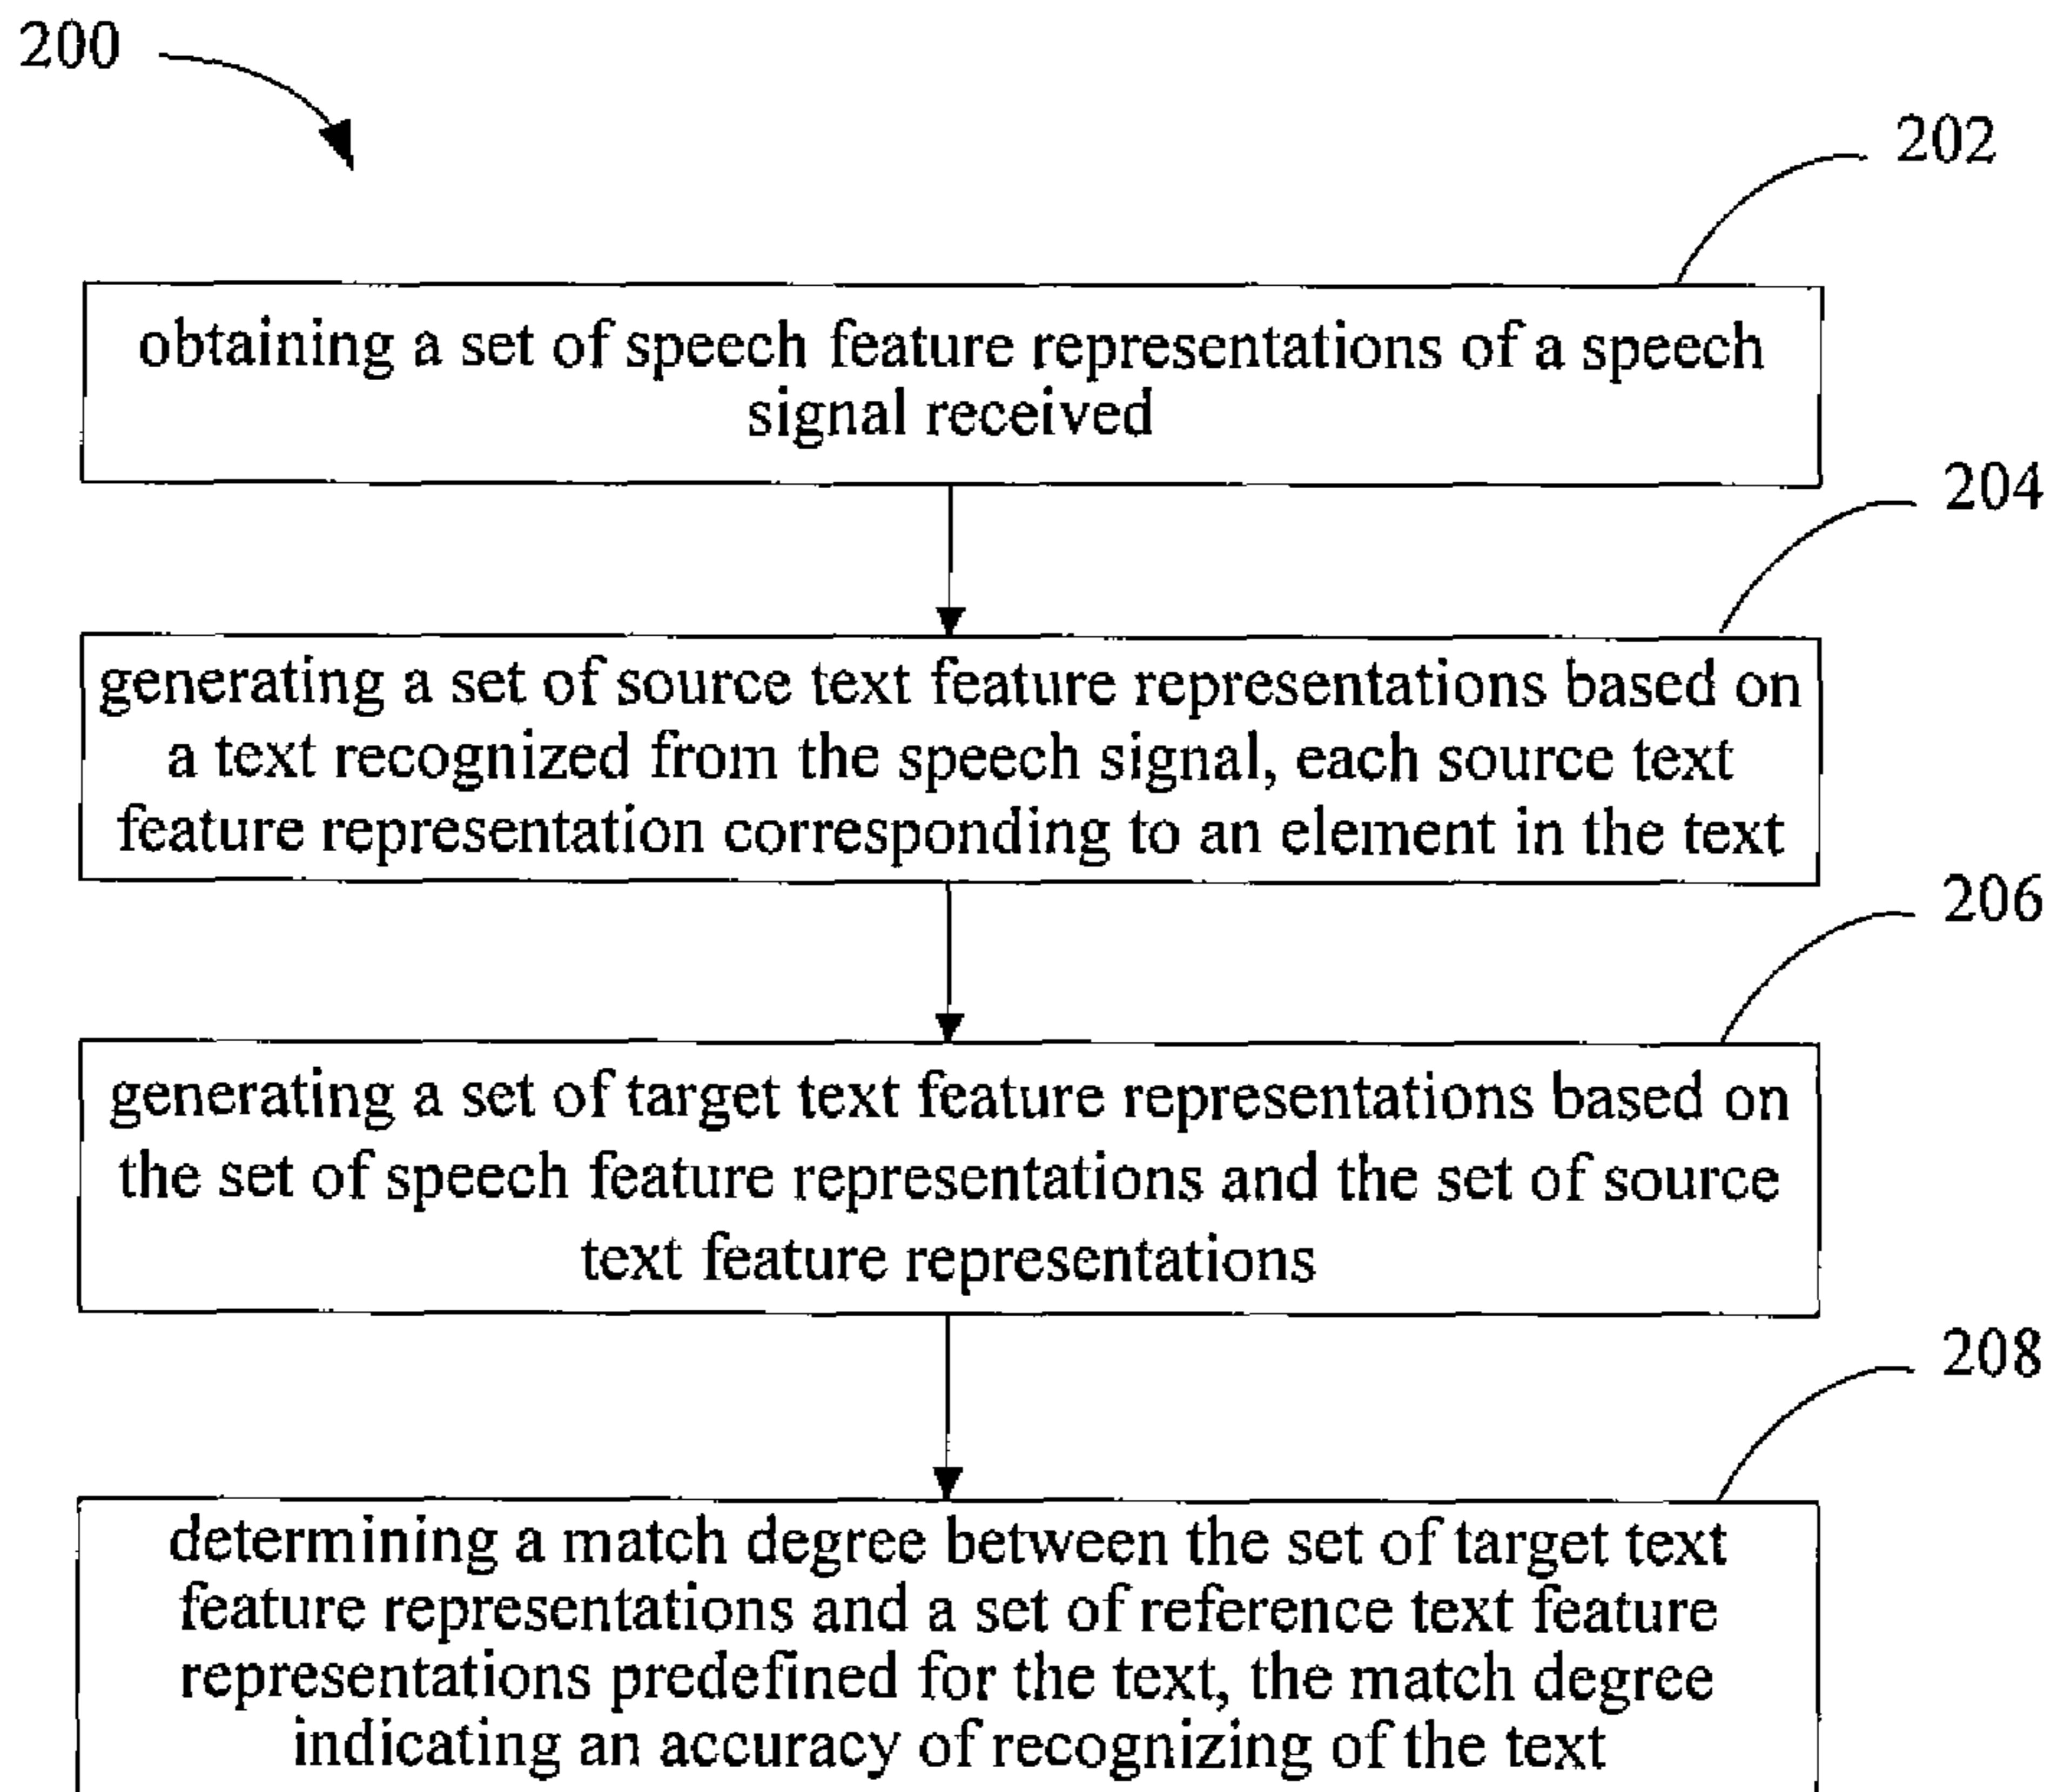 200
202
obtaining a set of speech feature representations of a speech
signal received
204
generating a set of source text feature representations based on
a text recognized from the speech signal, each source text
feature representation corresponding to an element in the text
206
generating a set of target text feature representations based on
the set of speech feature representations and the set of source
text feature representations
208
determining a match degree between the set of target text
feature representations and a set of reference text feature
representations predefined for the text, the match degree
indicating an accuracy of recognizing of the text